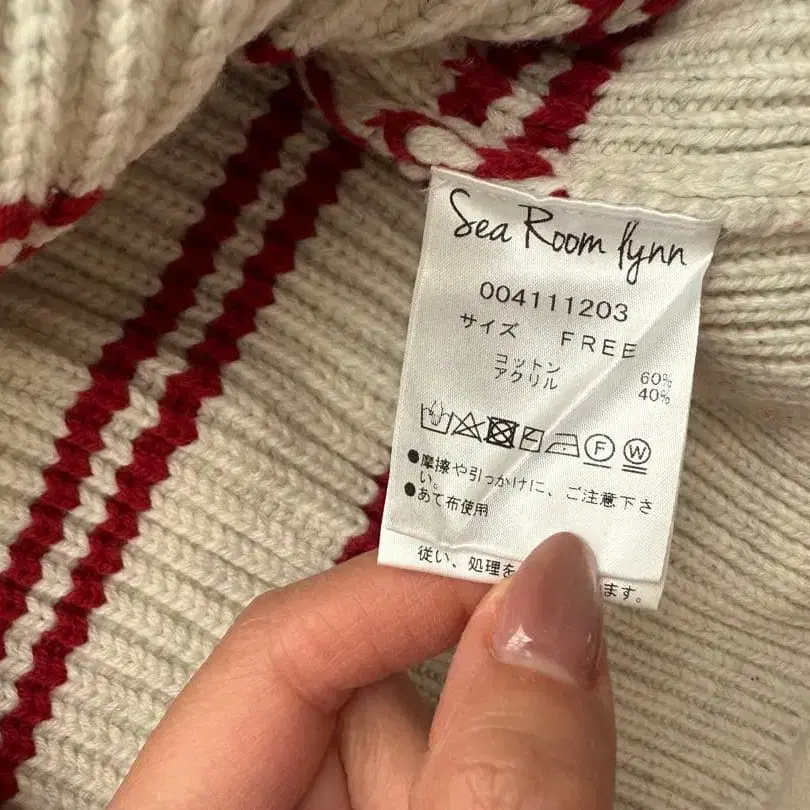 Sea Room lynn
004111203
サイズ FREE
コットン 60%
アクリル 40%
F W
●摩擦や引っかけに、ご注意下さ
い。
●あて布使用
従い、処理を
ます。